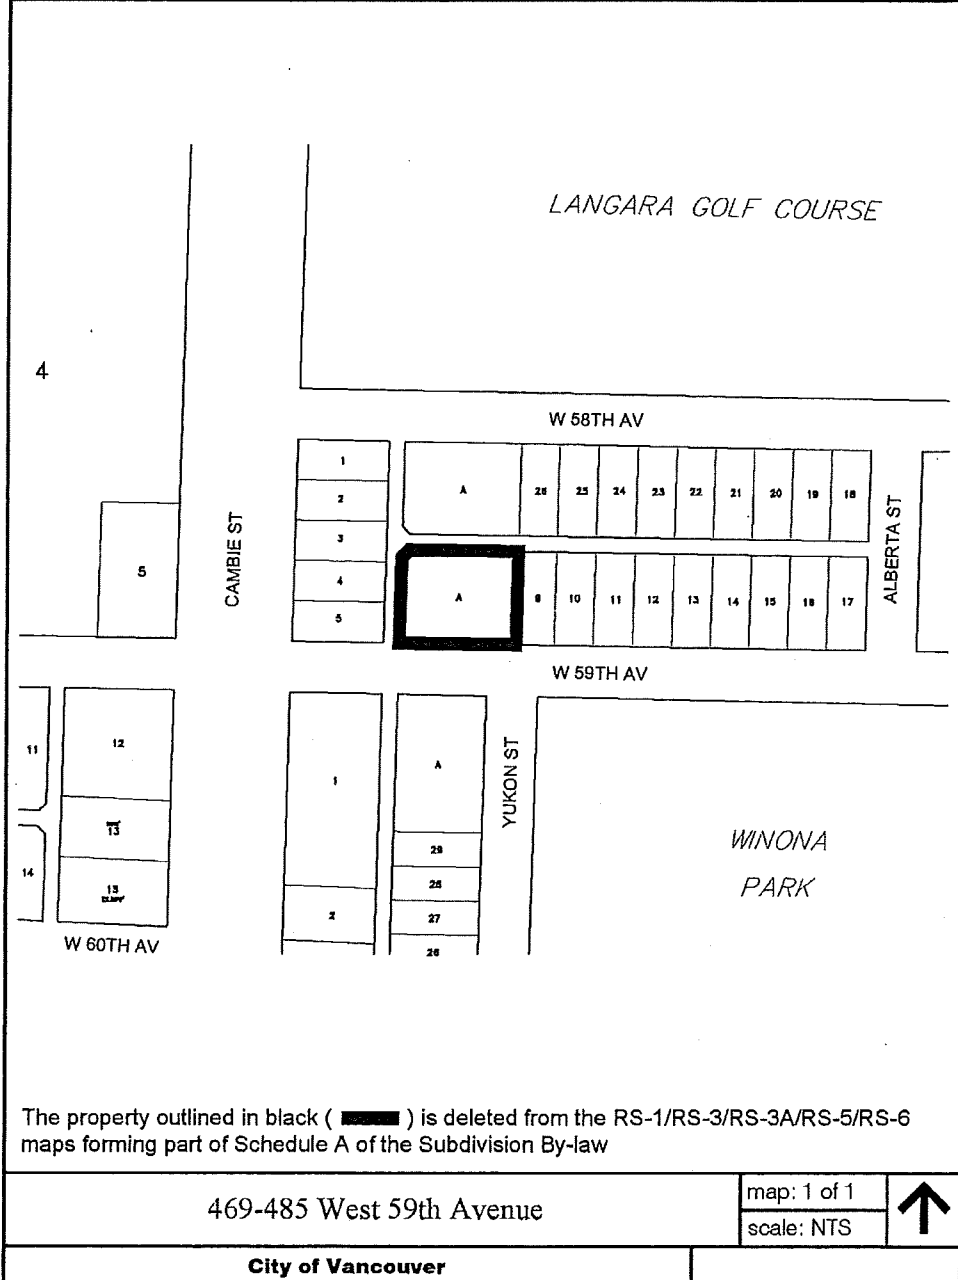 LANGARA GOLF COURSE
4
W 58TH AV
1
2
3
4
5
A
26
25
24
23
22
21
20
19
18
CAMBIE ST
ALBERTA ST
5
A
9
10
11
12
13
14
15
16
17
W 59TH AV
11
12
13
14
13
1
2
A
29
28
27
26
YUKON ST
WINONA
PARK
W 60TH AV
The property outlined in black ( ) is deleted from the RS-1/RS-3/RS-3A/RS-5/RS-6
maps forming part of Schedule A of the Subdivision By-law
469-485 West 59th Avenue
map: 1 of 1
scale: NTS
City of Vancouver